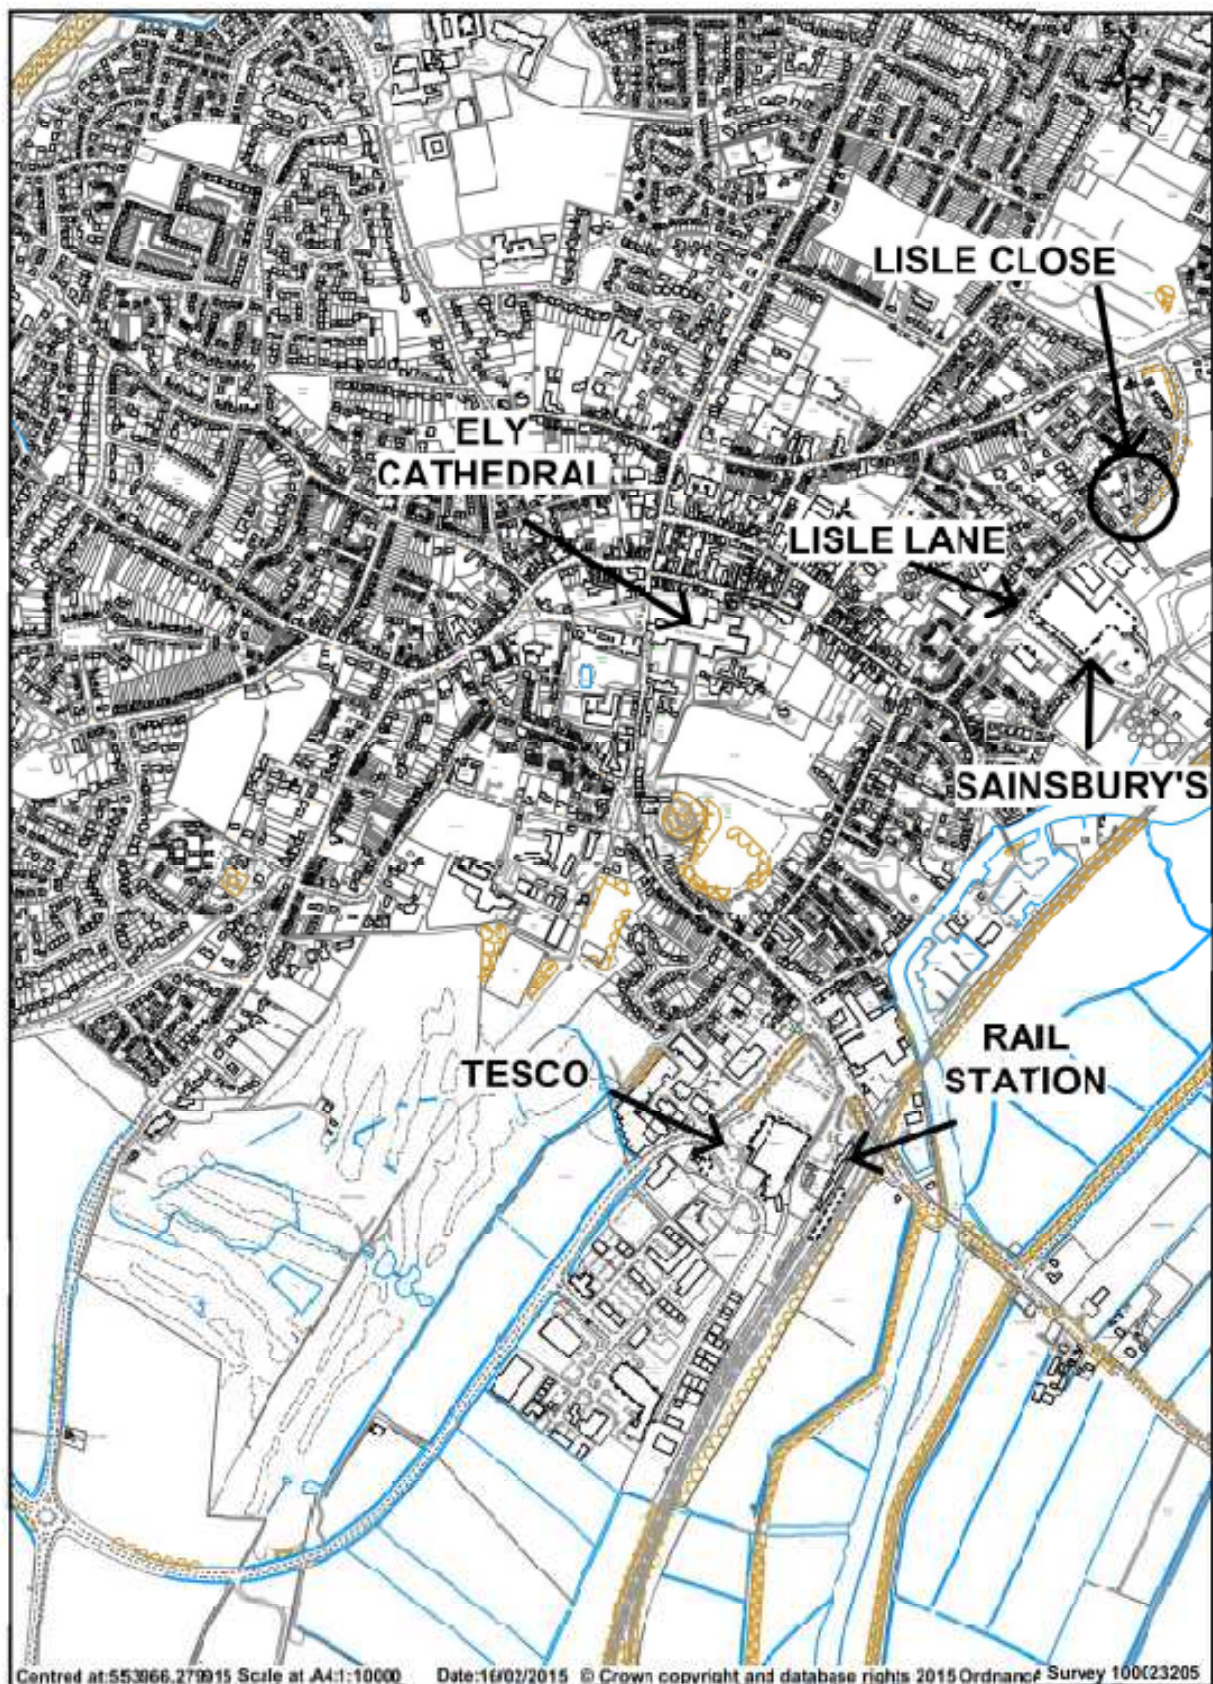 LISLE CLOSE
ELY
CATHEDRAL
LISLE LANE
SAINSBURY'S
RAIL
STATION
TESCO
Centred at:553966,279915 Scale at A4:1:10000 Date:16/02/2015 © Crown copyright and database rights 2015 Ordnance Survey 100023205